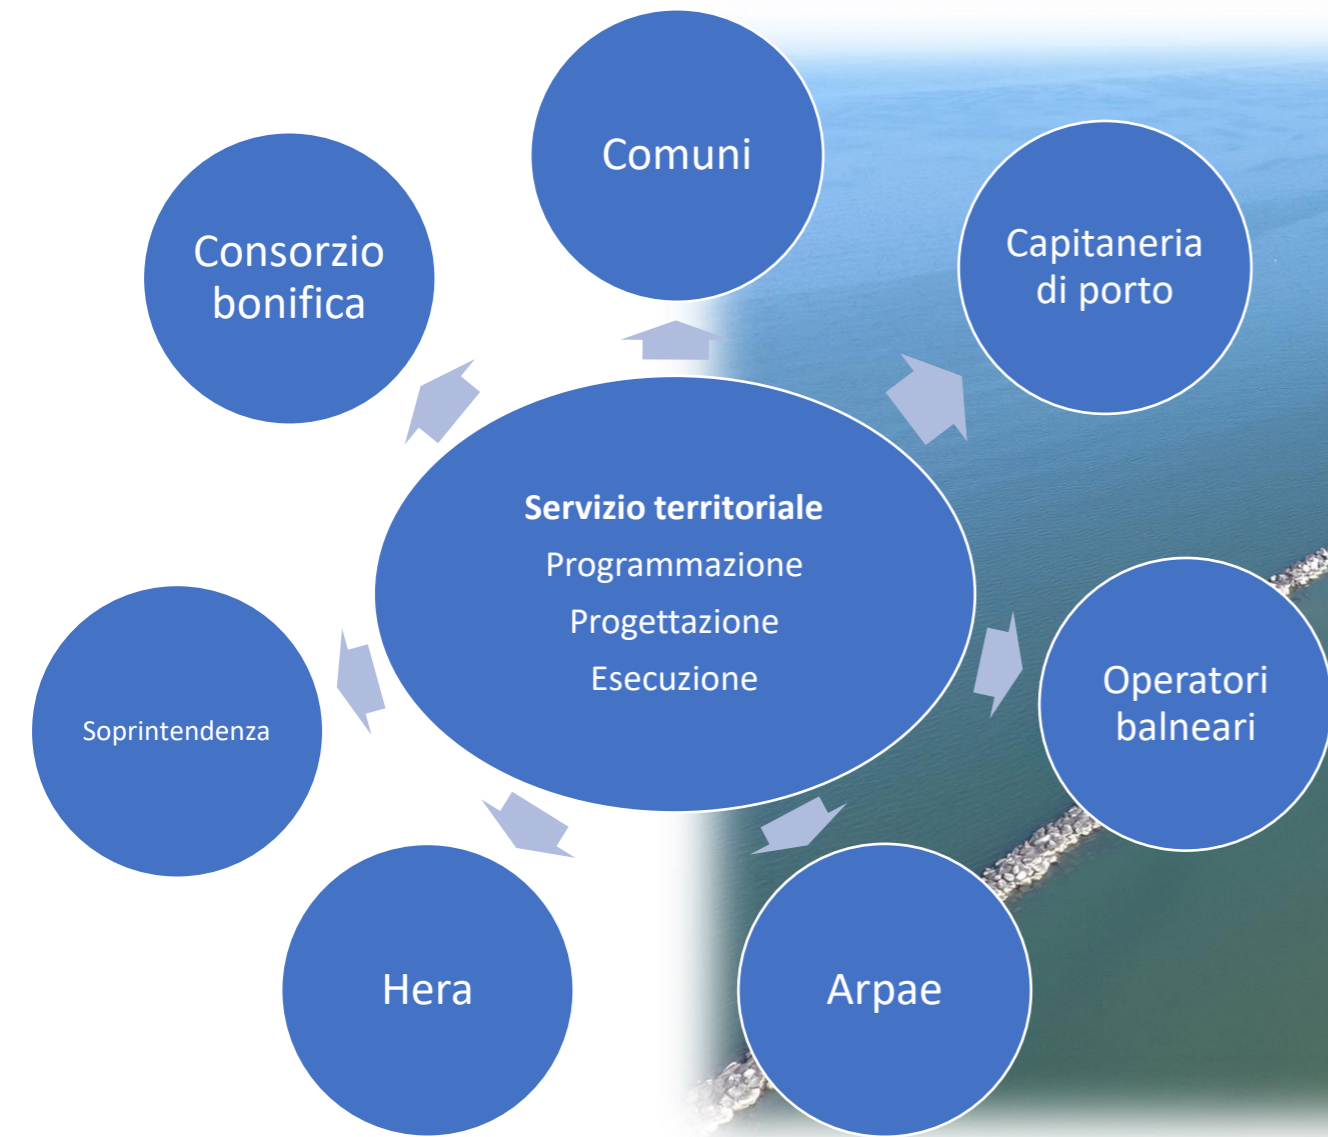 Comuni
Consorzio
bonifica
Capitaneria
di porto
Servizio territoriale
Programmazione
Progettazione
Esecuzione
Operatori
balneari
Soprintendenza
Hera
Arpae